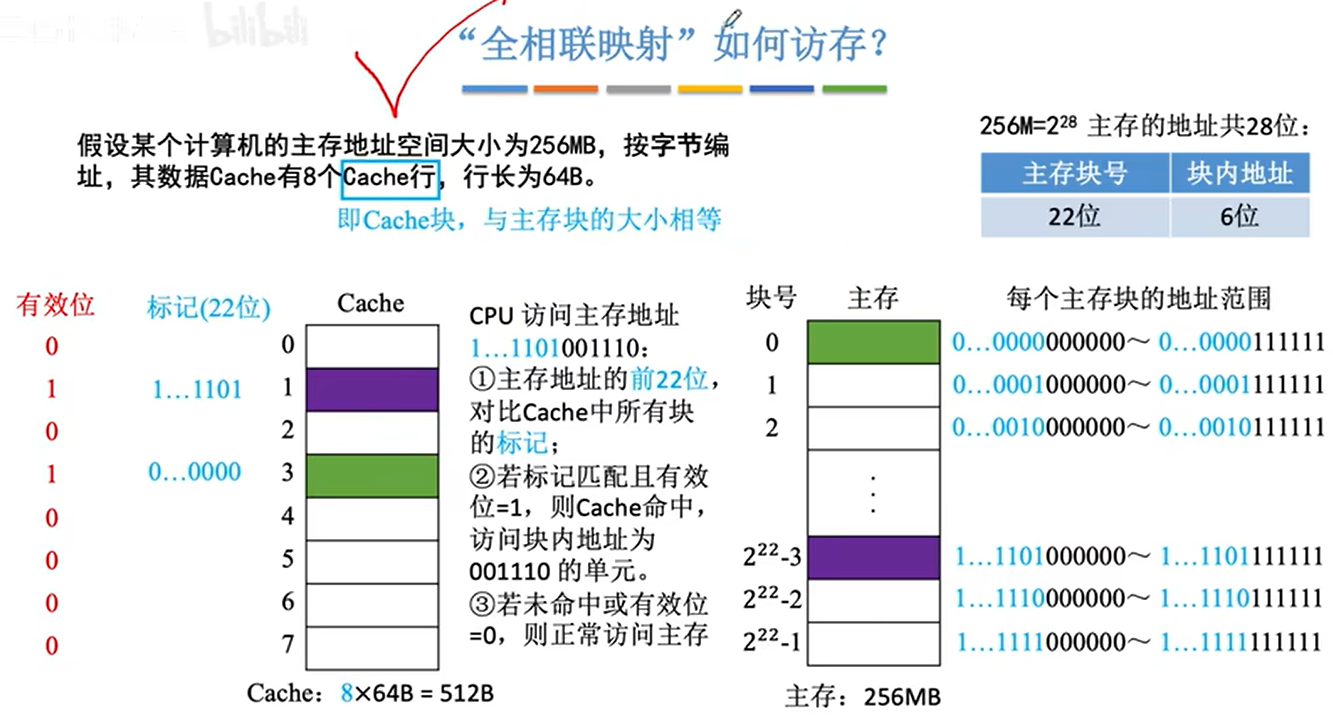 bilibili
“全相联映射”如何访存？
假设某个计算机的主存地址空间大小为256MB，按字节编
址，其数据Cache有8个Cache行，行长为64B。
即Cache块，与主存块的大小相等
256M=2²⁸ 主存的地址共28位：
主存块号 块内地址
22位 6位
有效位 标记(22位) Cache
0 0
1 1…1101 1
0 2
1 0…0000 3
0 4
0 5
0 6
0 7
Cache：8×64B = 512B
CPU 访问主存地址
1…1101001110：
①主存地址的前22位，
对比Cache中所有块
的标记；
②若标记匹配且有效
位=1，则Cache命中，
访问块内地址为
001110 的单元。
③若未命中或有效位
=0，则正常访问主存
块号 主存 每个主存块的地址范围
0 0…0000000000～ 0…0000111111
1 0…0001000000～ 0…0001111111
2 0…0010000000～ 0…0010111111
⋮
2²²-3 1…1101000000～ 1…1101111111
2²²-2 1…1110000000～ 1…1110111111
2²²-1 1…1111000000～ 1…1111111111
主存：256MB